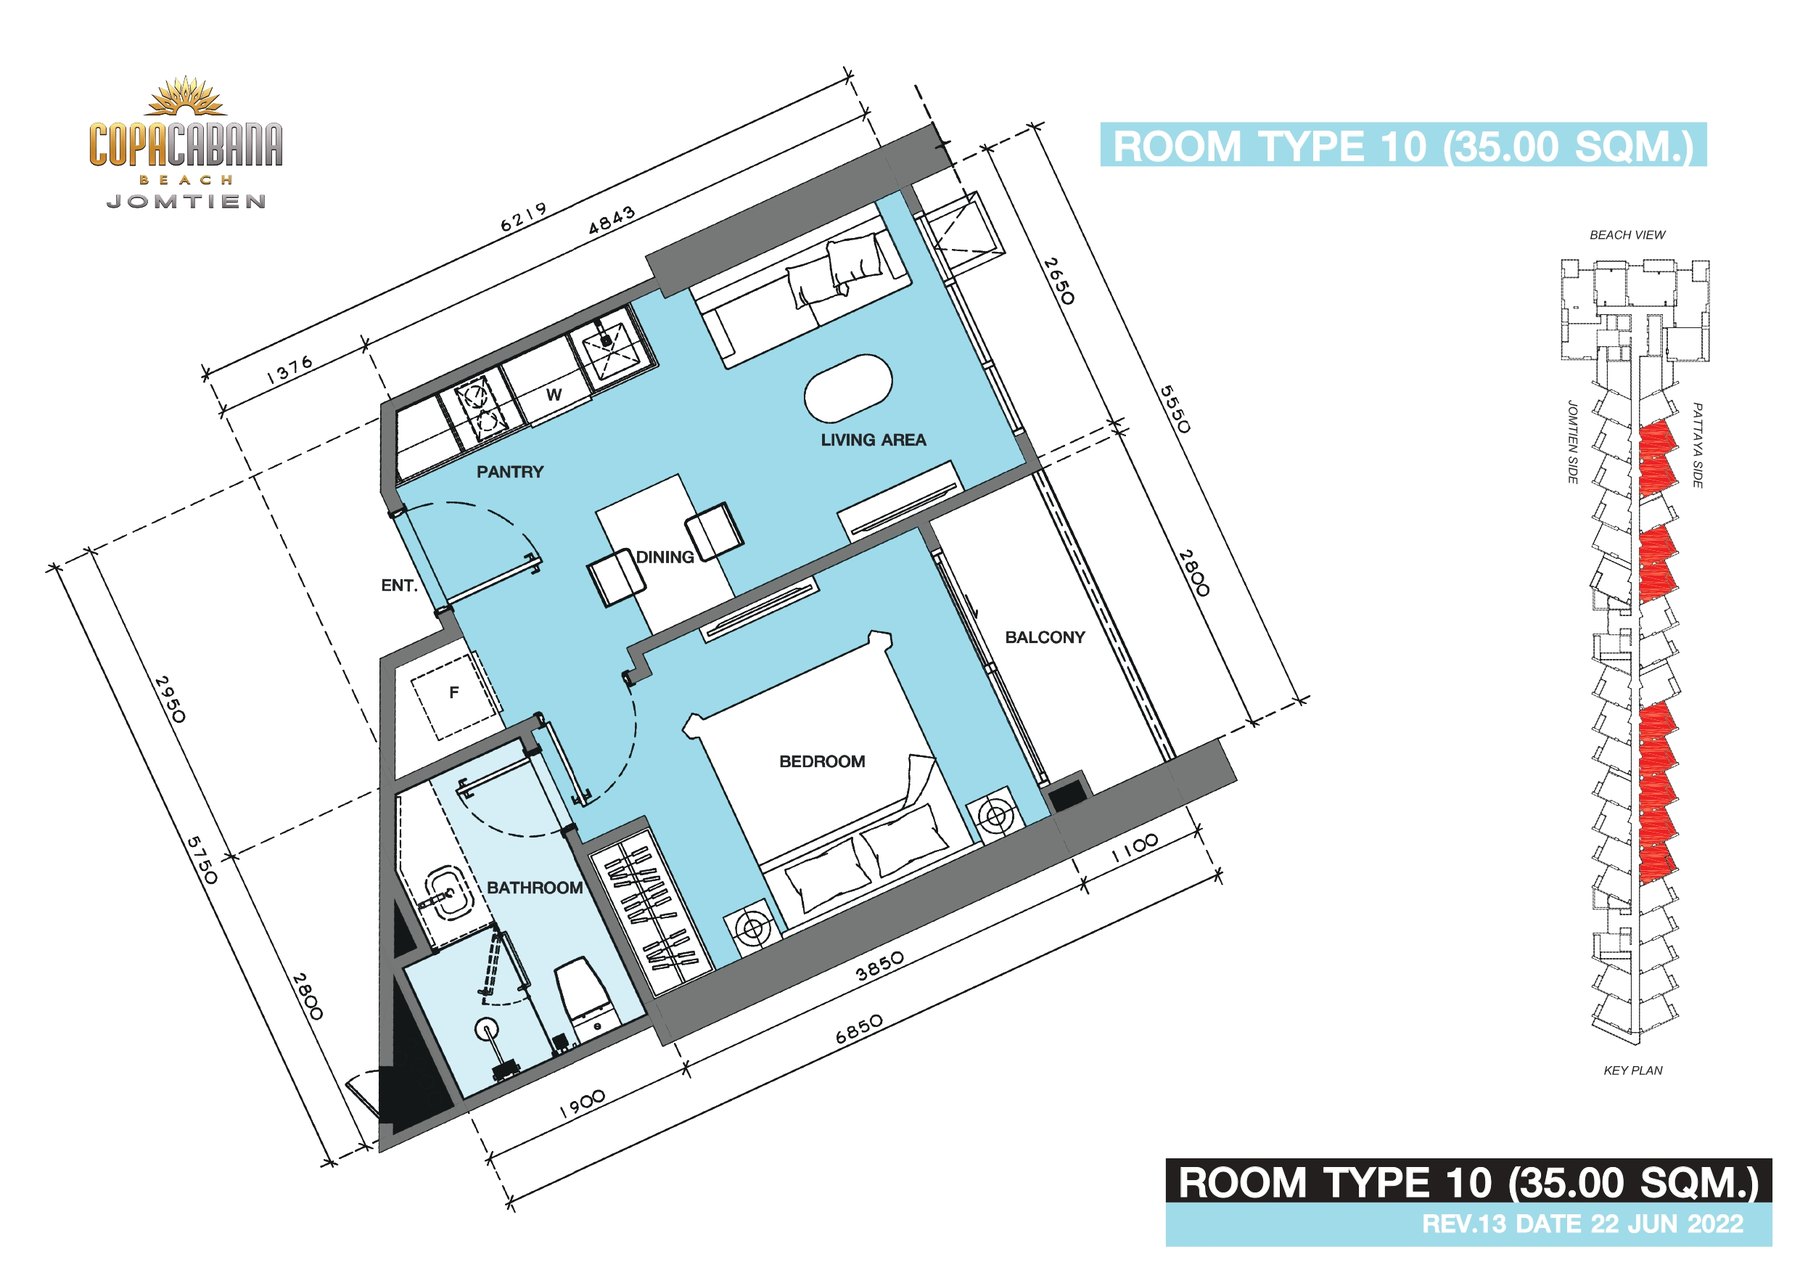 COPACABANA
BEACH
JOMTIEN
ROOM TYPE 10 (35.00 SQM.)
6219
4843
1376
2650
5550
2800
2950
5750
2800
1100
3850
6850
1900
W
PANTRY
LIVING AREA
DINING
ENT.
F
BALCONY
BEDROOM
BATHROOM
BEACH VIEW
JOMTIEN SIDE
PATTAYA SIDE
KEY PLAN
ROOM TYPE 10 (35.00 SQM.)
REV.13 DATE 22 JUN 2022